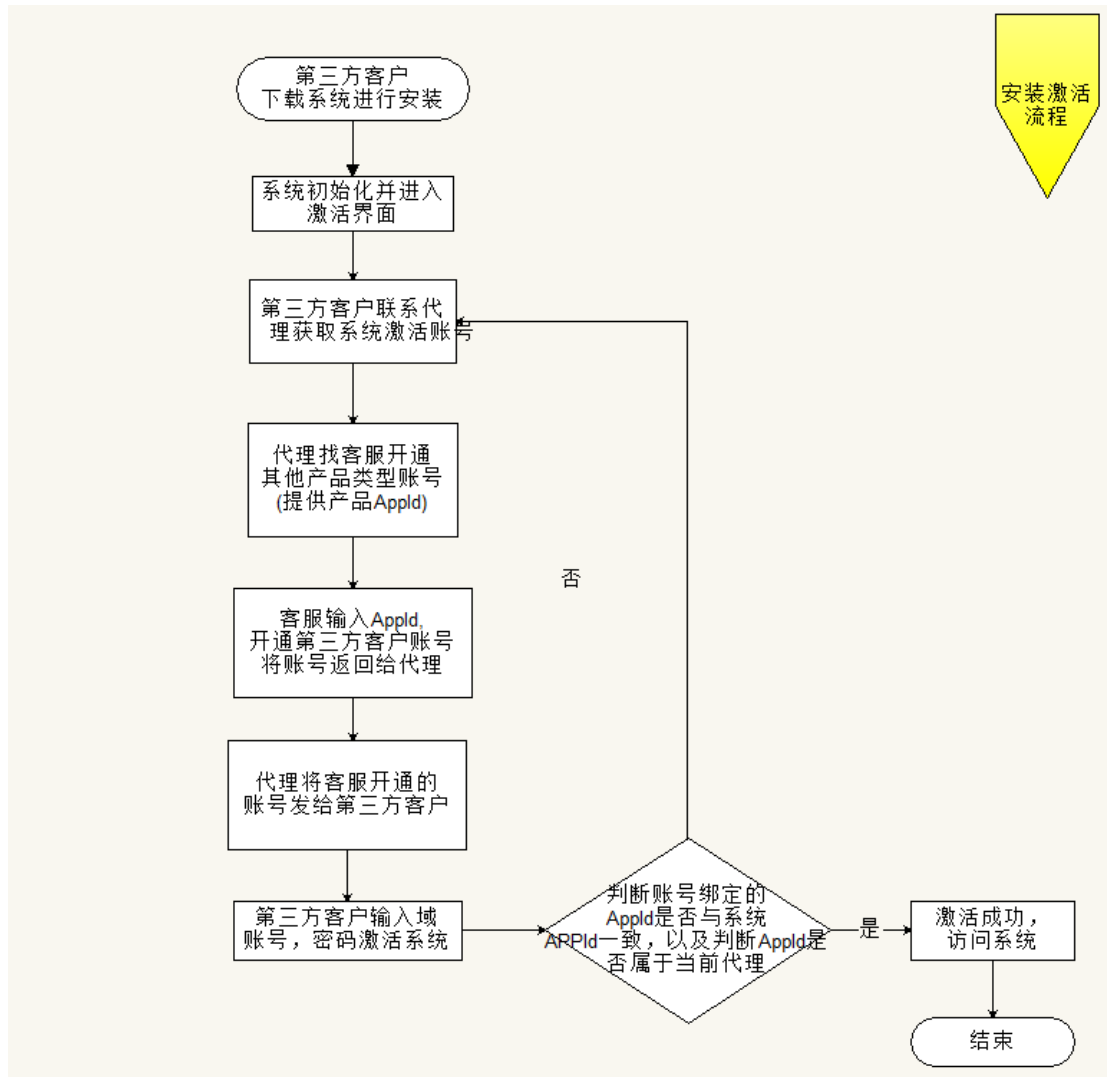 第三方客户
下载系统进行安装
安装激活
流程
系统初始化并进入
激活界面
第三方客户联系代
理获取系统激活账号
代理找客服开通
其他产品类型账号
(提供产品AppId)
否
客服输入AppId,
开通第三方客户账号
将账号返回给代理
代理将客服开通的
账号发给第三方客户
第三方客户输入域
账号，密码激活系统
判断账号绑定的
AppId是否与系统
APPId一致，以及判断AppId是
否属于当前代理
是
激活成功，
访问系统
结束